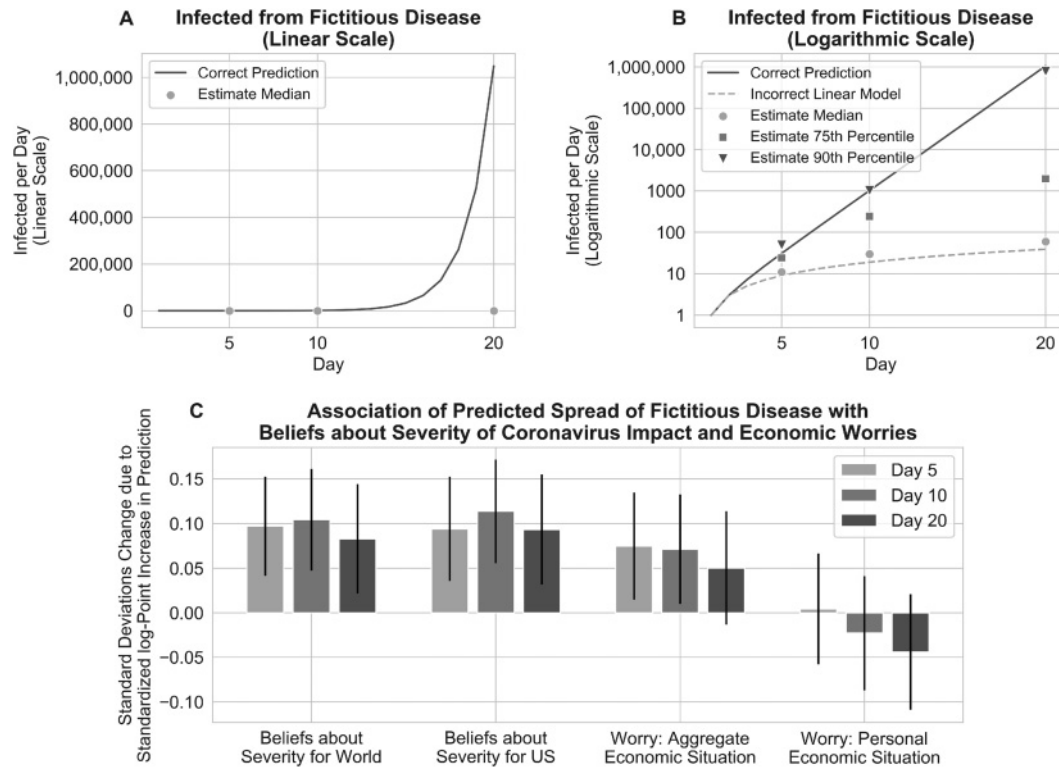 A Infected from Fictitious Disease
(Linear Scale)
Correct Prediction
Estimate Median
Infected per Day
(Linear Scale)
1,000,000
800,000
600,000
400,000
200,000
0
5 10 20
Day
B Infected from Fictitious Disease
(Logarithmic Scale)
Correct Prediction
Incorrect Linear Model
Estimate Median
Estimate 75th Percentile
Estimate 90th Percentile
Infected per Day
(Logarithmic Scale)
1,000,000
100,000
10,000
1000
100
10
1
5 10 20
Day
C Association of Predicted Spread of Fictitious Disease with
Beliefs about Severity of Coronavirus Impact and Economic Worries
Standard Deviations Change due to
Standardized log-Point Increase in Prediction
0.15
0.10
0.05
0.00
−0.05
−0.10
Day 5
Day 10
Day 20
Beliefs about
Severity for World
Beliefs about
Severity for US
Worry: Aggregate
Economic Situation
Worry: Personal
Economic Situation